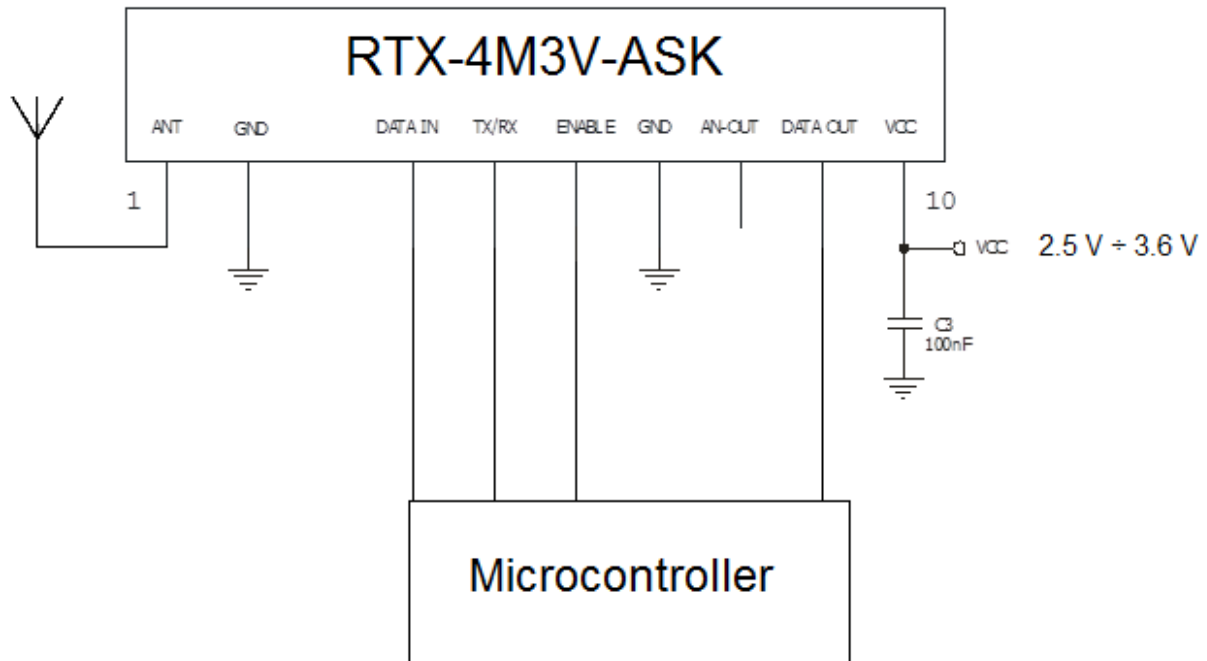 RTX-4M3V-ASK
ANT GND DATA IN TX/RX ENABLE GND AN-OUT DATA OUT VCC
1 10
VCC 2.5 V ÷ 3.6 V
C3
100nF
Microcontroller